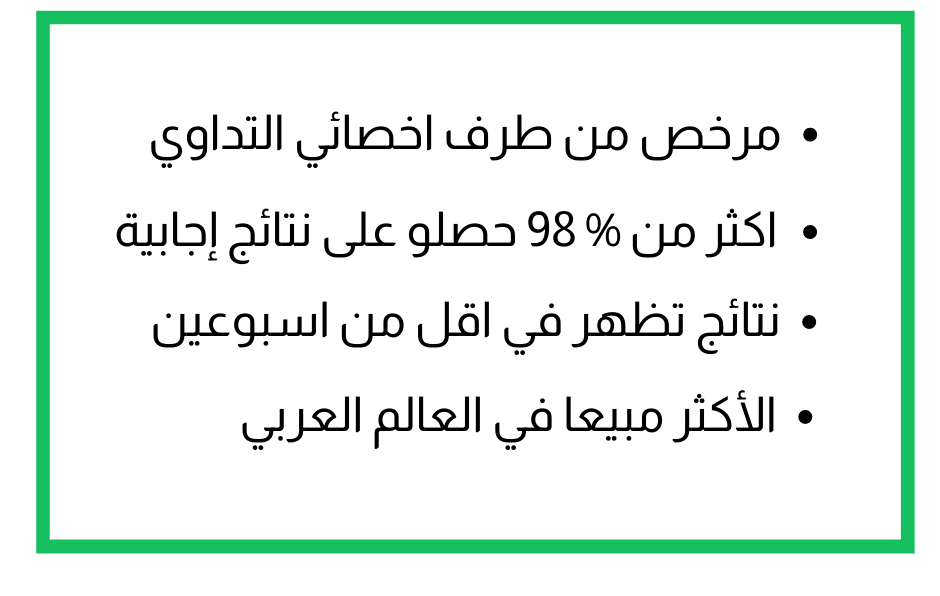 • مرخص من طرف اخصائي التداوي
• اكثر من % 98 حصلو على نتائج إجابية
• نتائج تظهر في اقل من اسبوعين
• الأكثر مبيعا في العالم العربي